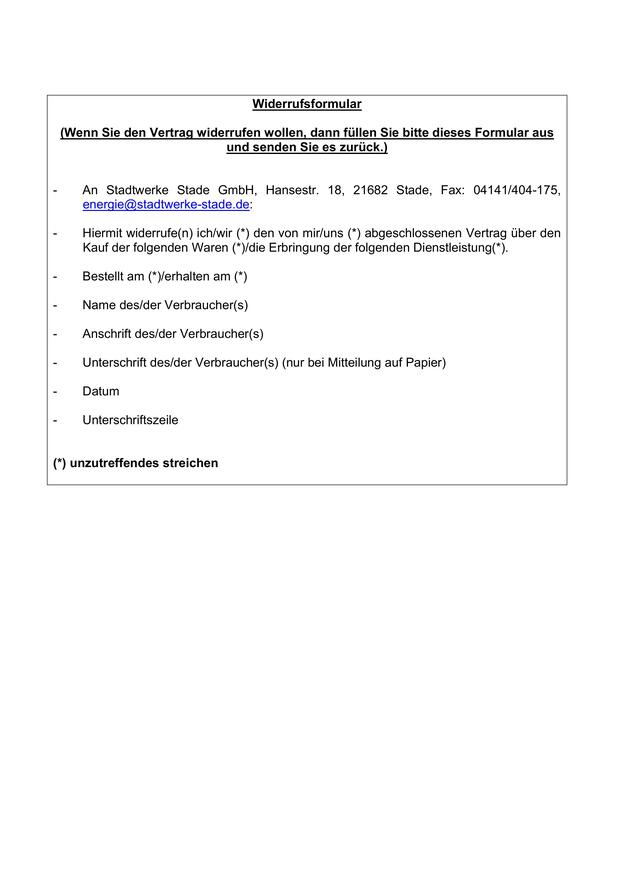 Widerrufsformular
(Wenn Sie den Vertrag widerrufen wollen, dann füllen Sie bitte dieses Formular aus
und senden Sie es zurück.)
- An Stadtwerke Stade GmbH, Hansestr. 18, 21682 Stade, Fax: 04141/404-175,
energie@stadtwerke-stade.de:
- Hiermit widerrufe(n) ich/wir (*) den von mir/uns (*) abgeschlossenen Vertrag über den
Kauf der folgenden Waren (*)/die Erbringung der folgenden Dienstleistung(*).
- Bestellt am (*)/erhalten am (*)
- Name des/der Verbraucher(s)
- Anschrift des/der Verbraucher(s)
- Unterschrift des/der Verbraucher(s) (nur bei Mitteilung auf Papier)
- Datum
- Unterschriftszeile
(*) unzutreffendes streichen